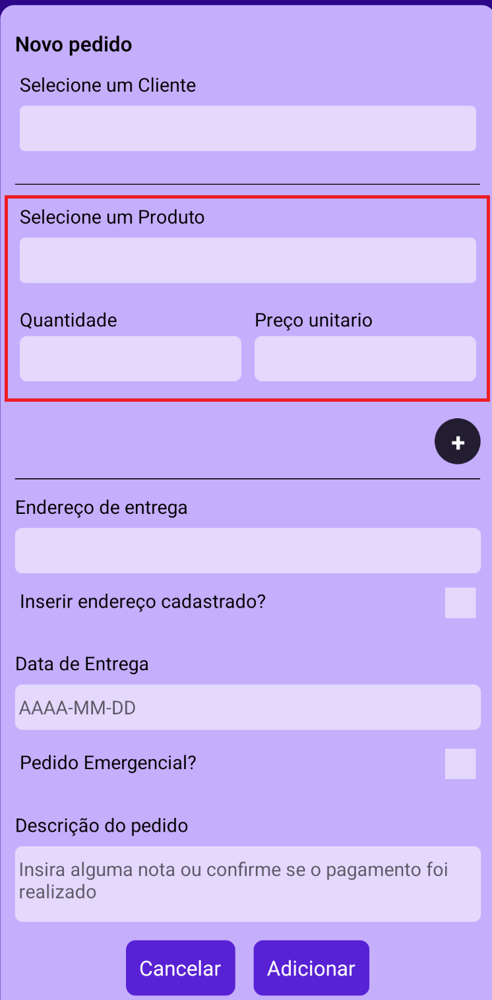 Novo pedido
Selecione um Cliente
Selecione um Produto
Quantidade
Preço unitario
+
Endereço de entrega
Inserir endereço cadastrado?
Data de Entrega
AAAA-MM-DD
Pedido Emergencial?
Descrição do pedido
Insira alguma nota ou confirme se o pagamento foi
realizado
Cancelar
Adicionar